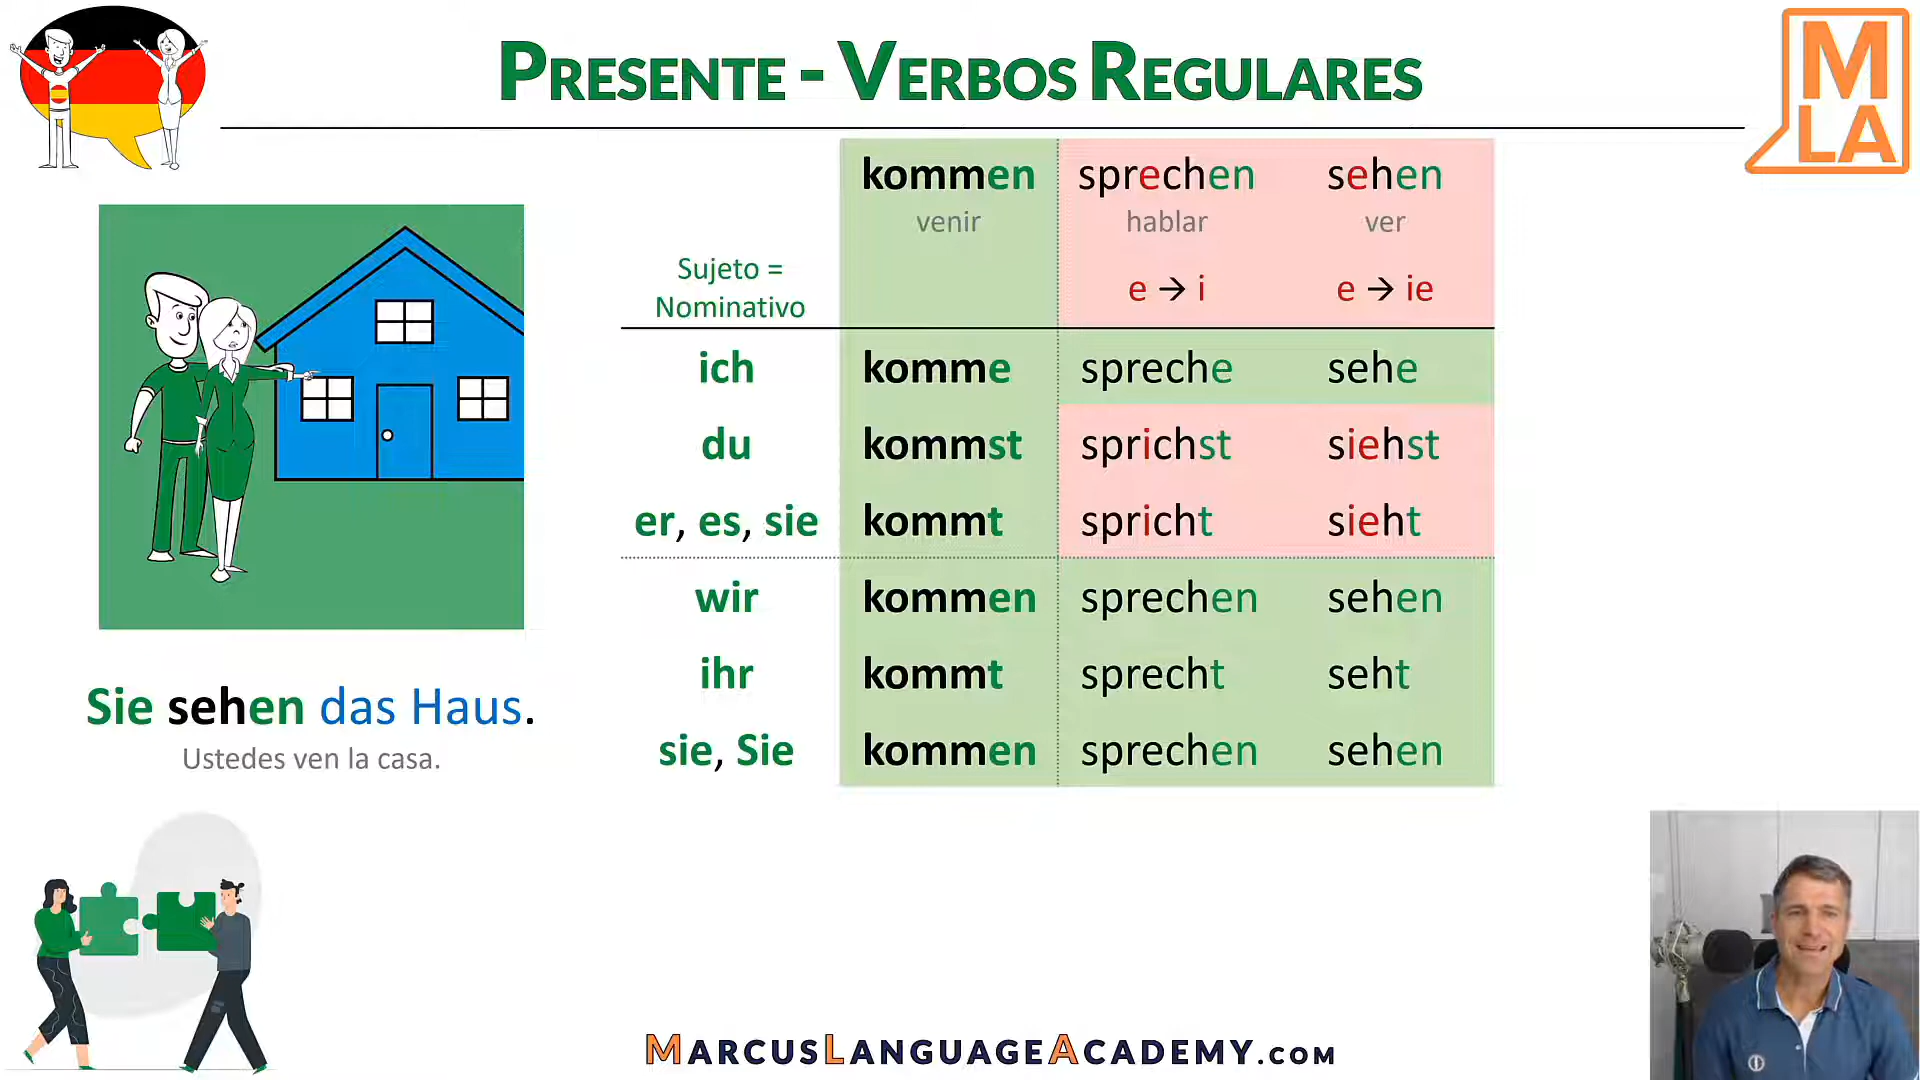 PRESENTE - VERBOS REGULARES
M
LA
kommen sprechen sehen
venir hablar ver
Sujeto =
Nominativo
e → i e → ie
ich komme spreche sehe
du kommst sprichst siehst
er, es, sie kommt spricht sieht
wir kommen sprechen sehen
ihr kommt sprecht seht
sie, Sie kommen sprechen sehen
Sie sehen das Haus.
Ustedes ven la casa.
MARCUSLANGUAGEACADEMY.COM